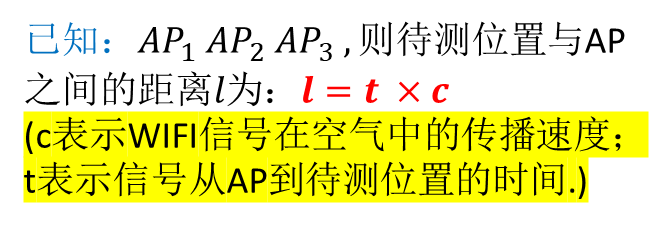 已知：AP₁ AP₂ AP₃ , 则待测位置与AP
之间的距离l为：l = t × c
(c表示WIFI信号在空气中的传播速度；
t表示信号从AP到待测位置的时间.)